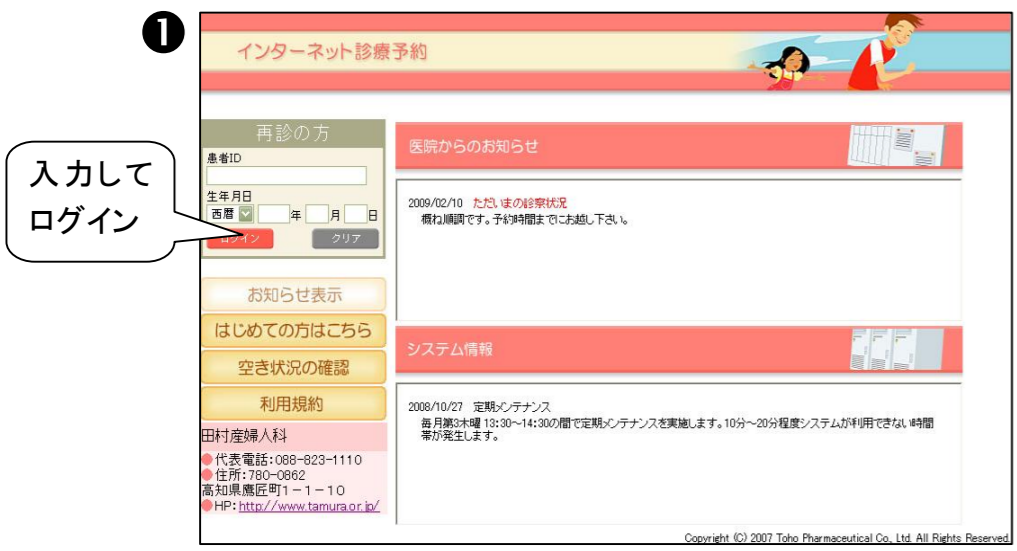 ❶
インターネット診療予約
入力して
ログイン
再診の方
患者ID
生年月日
西暦 年 月 日
ログイン クリア
お知らせ表示
はじめての方はこちら
空き状況の確認
利用規約
田村産婦人科
●代表電話:088-823-1110
●住所:780-0862
高知県鷹匠町1-1-10
●HP:http://www.tamura.or.jp/
医院からのお知らせ
2009/02/10 ただいまの診察状況
概ね順調です。予約時間までにお越し下さい。
システム情報
2008/10/27 定期メンテナンス
毎月第3木曜 13:30～14:30の間で定期メンテナンスを実施します。10分～20分程度システムが利用できない時間
帯が発生します。
Copyright (C) 2007 Toho Pharmaceutical Co., Ltd. All Rights Reserved.